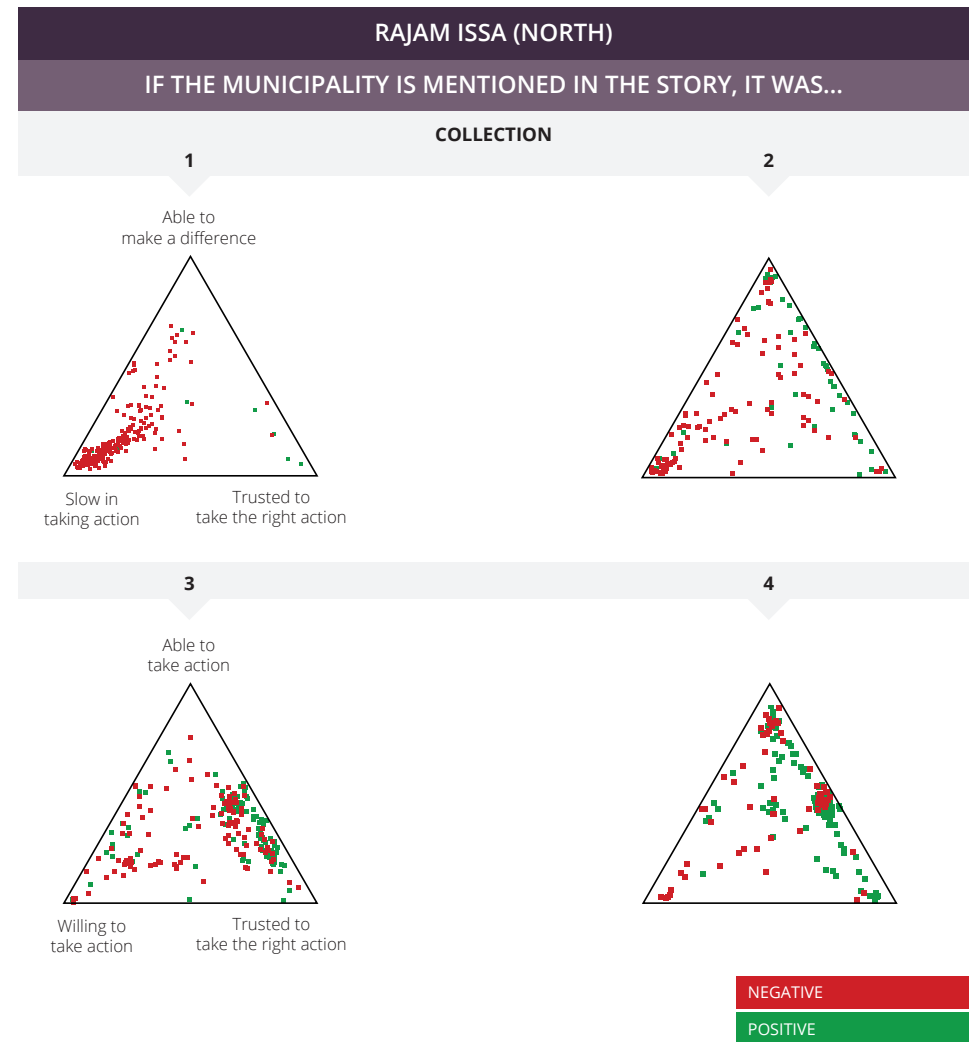 RAJAM ISSA (NORTH)
IF THE MUNICIPALITY IS MENTIONED IN THE STORY, IT WAS...
COLLECTION
1
2
Able to
make a difference
Slow in
taking action
Trusted to
take the right action
3
4
Able to
take action
Willing to
take action
Trusted to
take the right action
NEGATIVE
POSITIVE